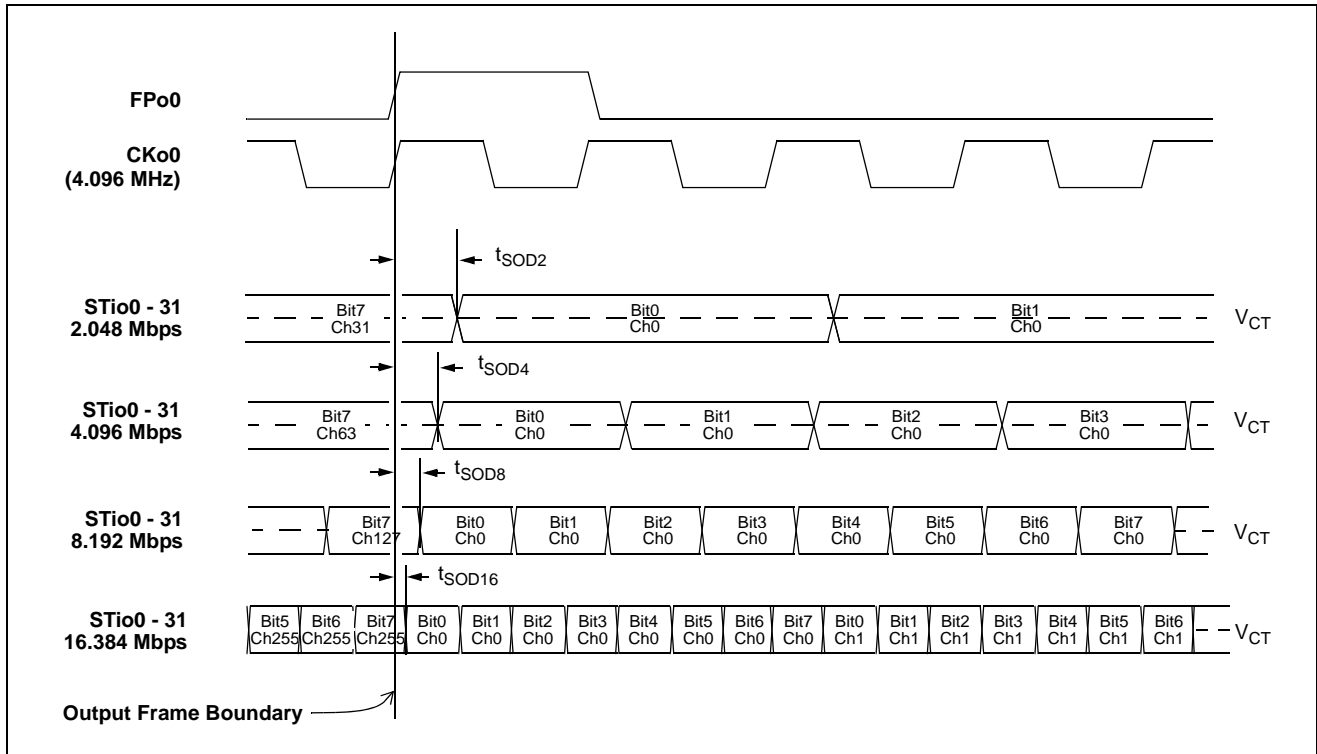 FPo0
CKo0
(4.096 MHz)
tSOD2
STio0 - 31
2.048 Mbps
Bit7
Ch31
Bit0
Ch0
Bit1
Ch0
VCT
tSOD4
STio0 - 31
4.096 Mbps
Bit7
Ch63
Bit0
Ch0
Bit1
Ch0
Bit2
Ch0
Bit3
Ch0
VCT
tSOD8
STio0 - 31
8.192 Mbps
Bit7
Ch127
Bit0
Ch0
Bit1
Ch0
Bit2
Ch0
Bit3
Ch0
Bit4
Ch0
Bit5
Ch0
Bit6
Ch0
Bit7
Ch0
VCT
tSOD16
STio0 - 31
16.384 Mbps
Bit5
Ch255
Bit6
Ch255
Bit7
Ch255
Bit0
Ch0
Bit1
Ch0
Bit2
Ch0
Bit3
Ch0
Bit4
Ch0
Bit5
Ch0
Bit6
Ch0
Bit7
Ch0
Bit0
Ch1
Bit1
Ch1
Bit2
Ch1
Bit3
Ch1
Bit4
Ch1
Bit5
Ch1
Bit6
Ch1
VCT
Output Frame Boundary